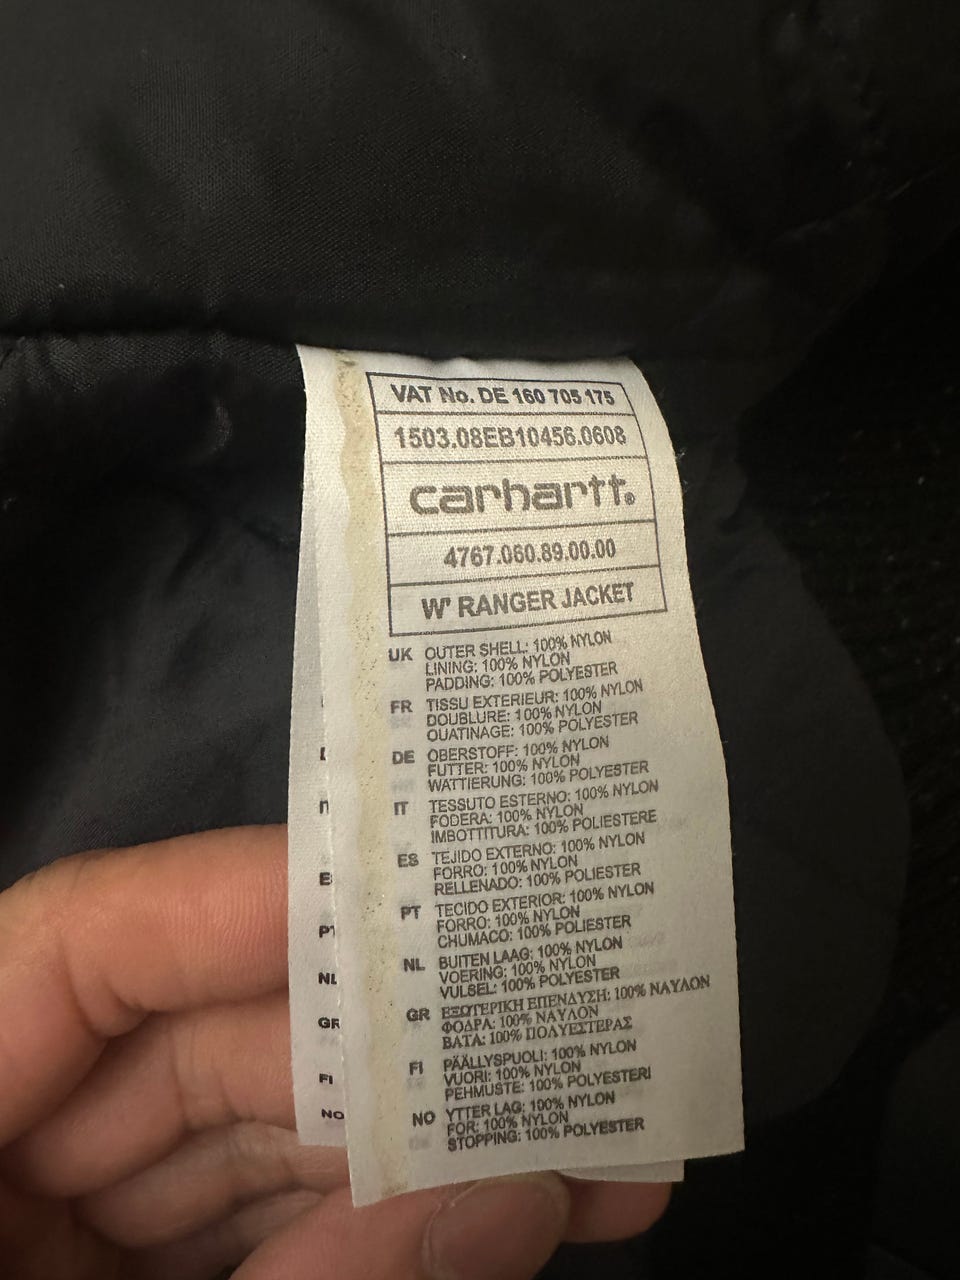 VAT No. DE 160 705 175
1503.08EB10456.0608
carhartt®
4767.060.89.00.00
W' RANGER JACKET
UK OUTER SHELL: 100% NYLON
LINING: 100% NYLON
PADDING: 100% POLYESTER
FR TISSU EXTERIEUR: 100% NYLON
DOUBLURE: 100% NYLON
OUATINAGE: 100% POLYESTER
DE OBERSTOFF: 100% NYLON
FUTTER: 100% NYLON
WATTIERUNG: 100% POLYESTER
IT TESSUTO ESTERNO: 100% NYLON
FODERA: 100% NYLON
IMBOTTITURA: 100% POLIESTERE
ES TEJIDO EXTERNO: 100% NYLON
FORRO: 100% NYLON
RELLENADO: 100% POLIESTER
PT TECIDO EXTERIOR: 100% NYLON
FORRO: 100% NYLON
CHUMACO: 100% POLIESTER
NL BUITEN LAAG: 100% NYLON
VOERING: 100% NYLON
VULSEL: 100% POLYESTER
GR ΕΞΩΤΕΡΙΚΗ ΕΠΕΝΔΥΣΗ: 100% ΝΑΥΛΟΝ
ΦΟΔΡΑ: 100% ΝΑΥΛΟΝ
ΒΑΤΑ: 100% ΠΟΛΥΕΣΤΕΡΑΣ
FI PÄÄLLYSPUOLI: 100% NYLON
VUORI: 100% NYLON
PEHMUSTE: 100% POLYESTERI
NO YTTER LAG: 100% NYLON
FOR: 100% NYLON
STOPPING: 100% POLYESTER
NL
GR
FI
NO